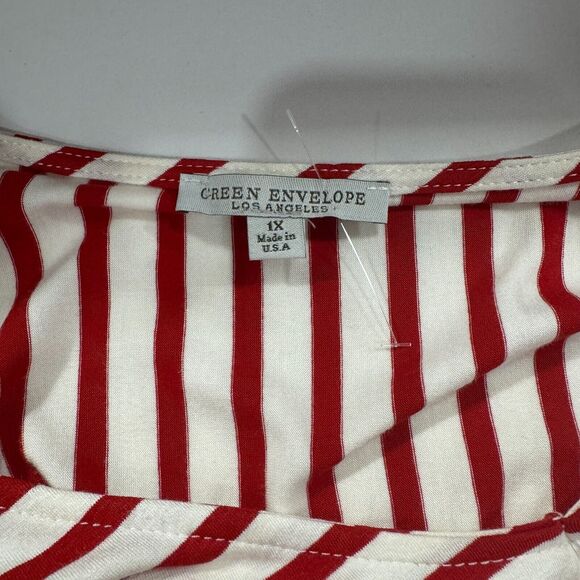 GREEN ENVELOPE
LOS ANGELES
1X
Made in
U.S.A